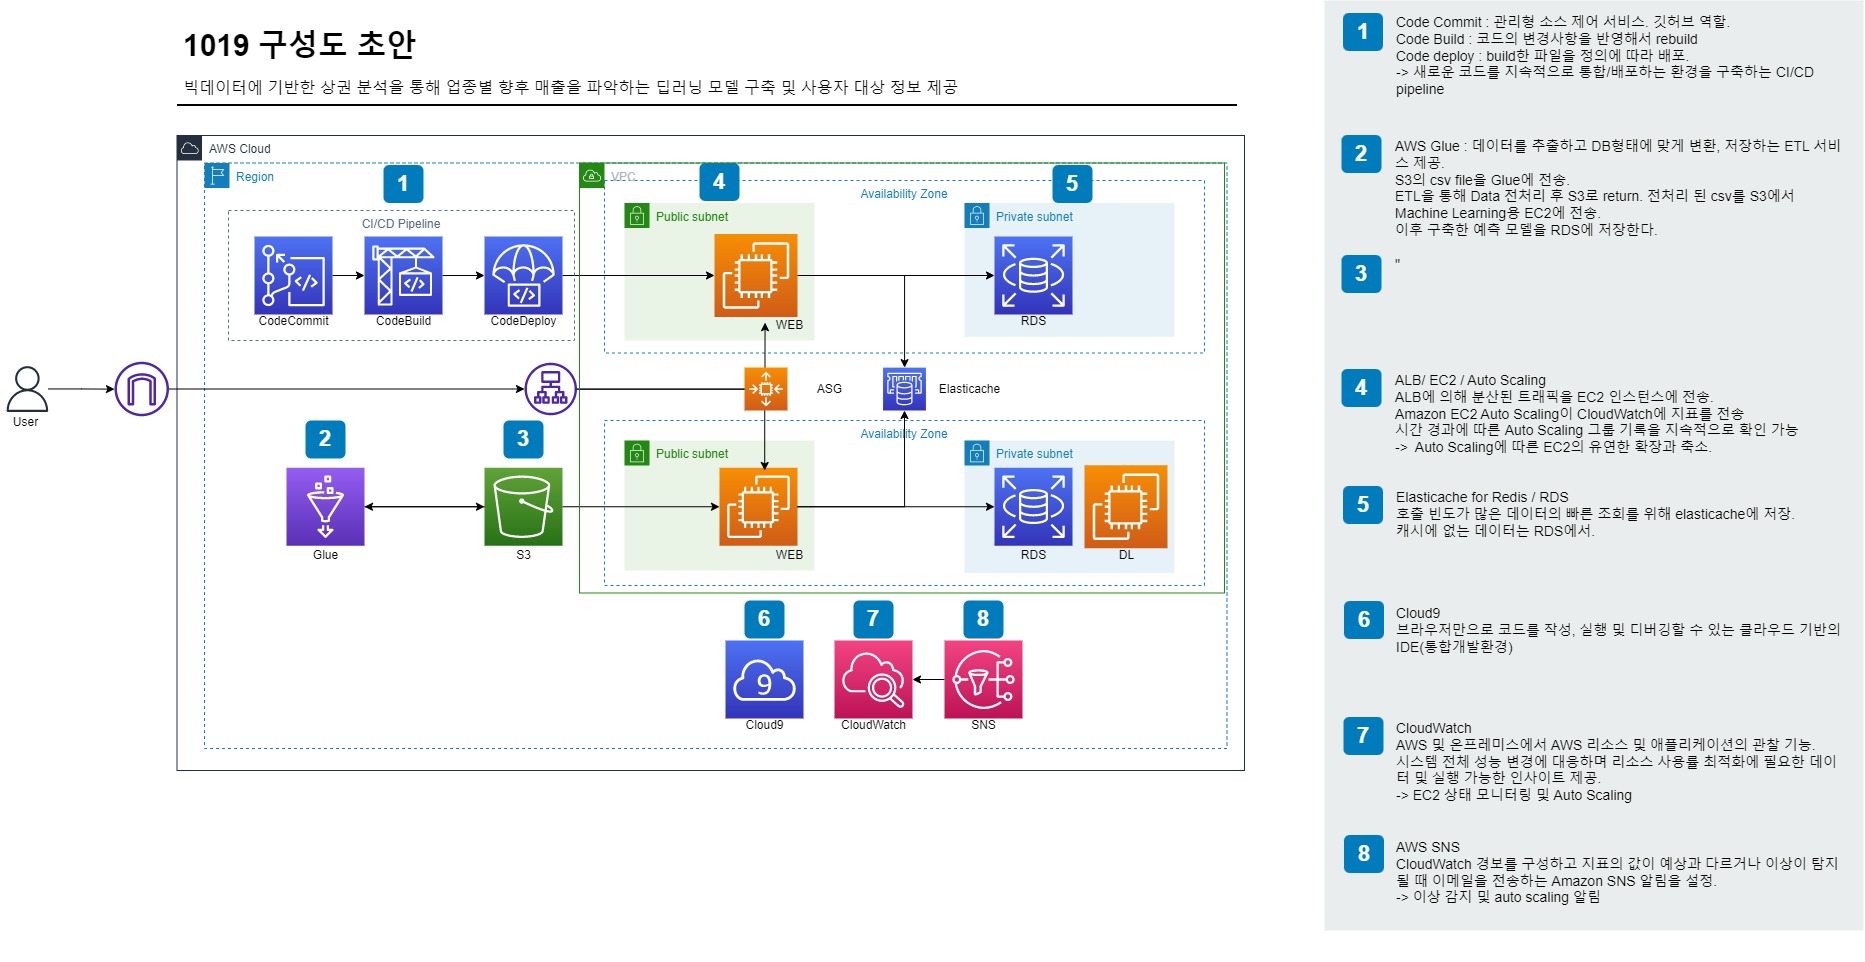 1019 구성도 초안
빅데이터에 기반한 상권 분석을 통해 업종별 향후 매출을 파악하는 딥러닝 모델 구축 및 사용자 대상 정보 제공
AWS Cloud
Region
1
CI/CD Pipeline
CodeCommit
CodeBuild
CodeDeploy
VPC
4
5
Availability Zone
Public subnet
Private subnet
WEB
RDS
User
ASG
Elasticache
2
3
Glue
S3
Availability Zone
Public subnet
Private subnet
WEB
RDS
DL
6
7
8
9
Cloud9
CloudWatch
SNS
1
Code Commit : 관리형 소스 제어 서비스. 깃허브 역할.
Code Build : 코드의 변경사항을 반영해서 rebuild
Code deploy : build한 파일을 정의에 따라 배포.
-> 새로운 코드를 지속적으로 통합/배포하는 환경을 구축하는 CI/CD
pipeline
2
AWS Glue : 데이터를 추출하고 DB형태에 맞게 변환, 저장하는 ETL 서비
스 제공.
S3의 csv file을 Glue에 전송.
ETL을 통해 Data 전처리 후 S3로 return. 전처리 된 csv를 S3에서
Machine Learning용 EC2에 전송.
이후 구축한 예측 모델을 RDS에 저장한다.
3
"
4
ALB/ EC2 / Auto Scaling
ALB에 의해 분산된 트래픽을 EC2 인스턴스에 전송.
Amazon EC2 Auto Scaling이 CloudWatch에 지표를 전송
시간 경과에 따른 Auto Scaling 그룹 기록을 지속적으로 확인 가능
-> Auto Scaling에 따른 EC2의 유연한 확장과 축소.
5
Elasticache for Redis / RDS
호출 빈도가 많은 데이터의 빠른 조회를 위해 elasticache에 저장.
캐시에 없는 데이터는 RDS에서.
6
Cloud9
브라우저만으로 코드를 작성, 실행 및 디버깅할 수 있는 클라우드 기반의
IDE(통합개발환경)
7
CloudWatch
AWS 및 온프레미스에서 AWS 리소스 및 애플리케이션의 관찰 기능.
시스템 전체 성능 변경에 대응하며 리소스 사용률 최적화에 필요한 데이
터 및 실행 가능한 인사이트 제공.
-> EC2 상태 모니터링 및 Auto Scaling
8
AWS SNS
CloudWatch 경보를 구성하고 지표의 값이 예상과 다르거나 이상이 탐지
될 때 이메일을 전송하는 Amazon SNS 알림을 설정.
-> 이상 감지 및 auto scaling 알림